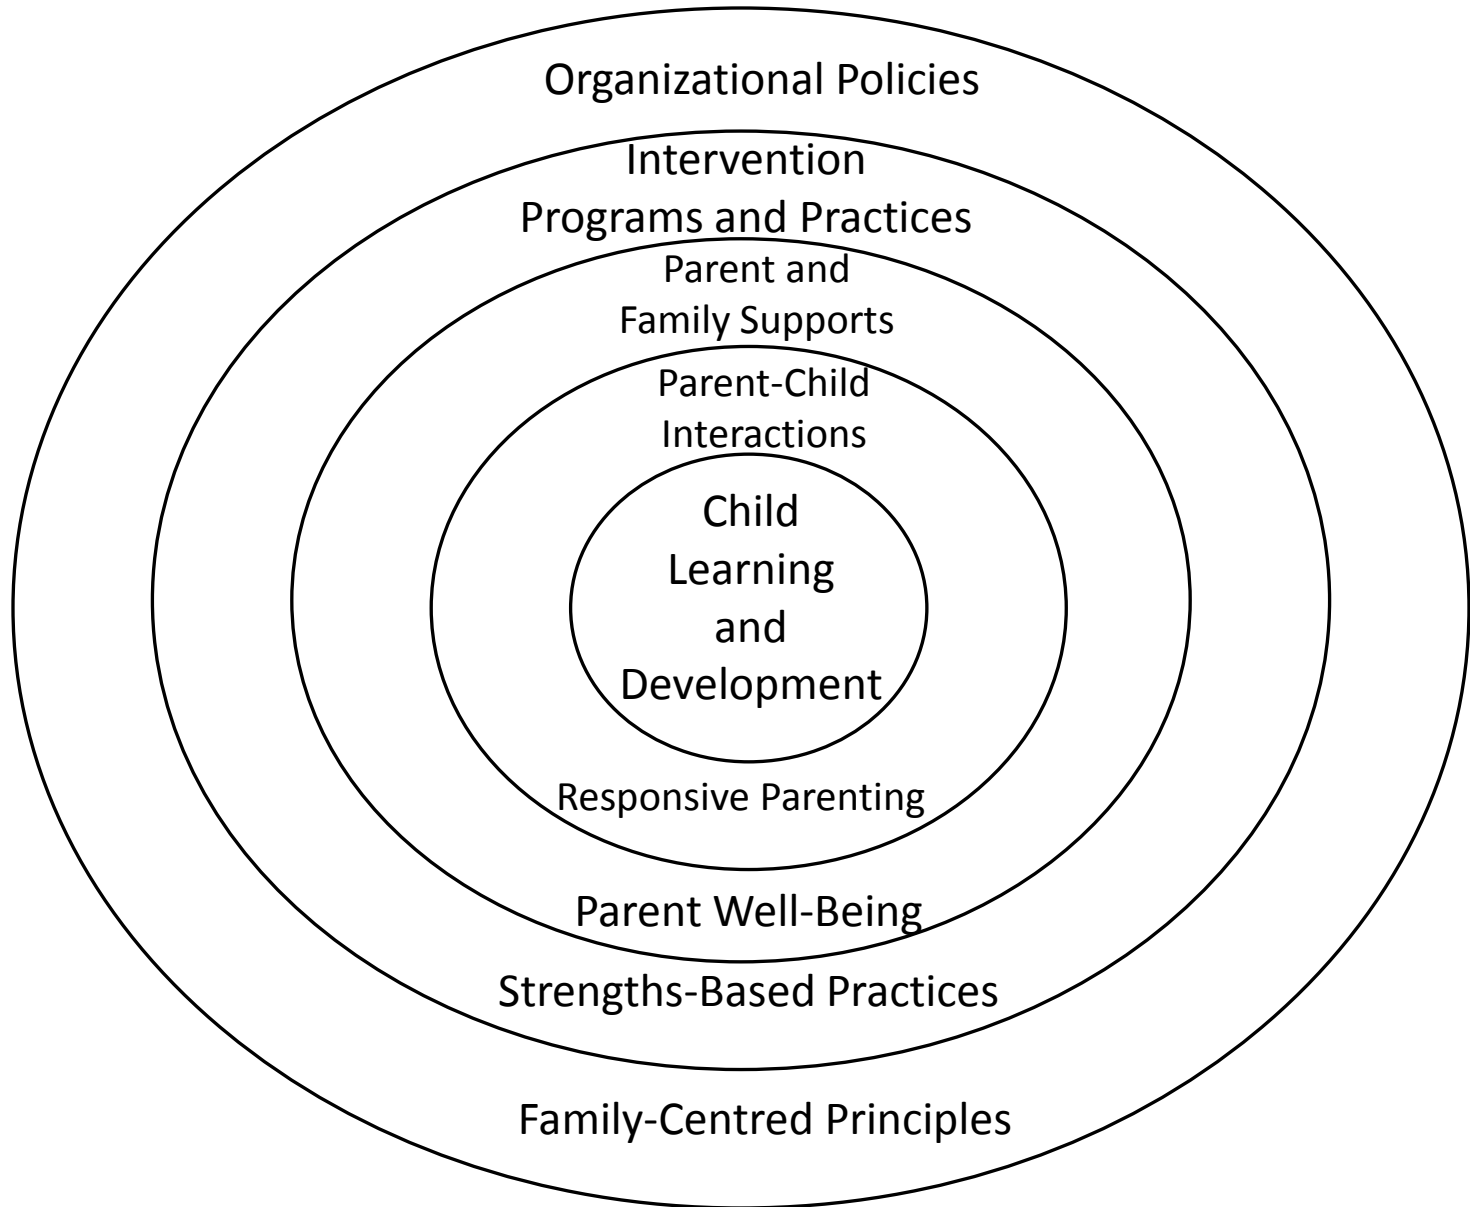 Organizational Policies
Intervention
Programs and Practices
Parent and
Family Supports
Parent-Child
Interactions
Child
Learning
and
Development
Responsive Parenting
Parent Well-Being
Strengths-Based Practices
Family-Centred Principles